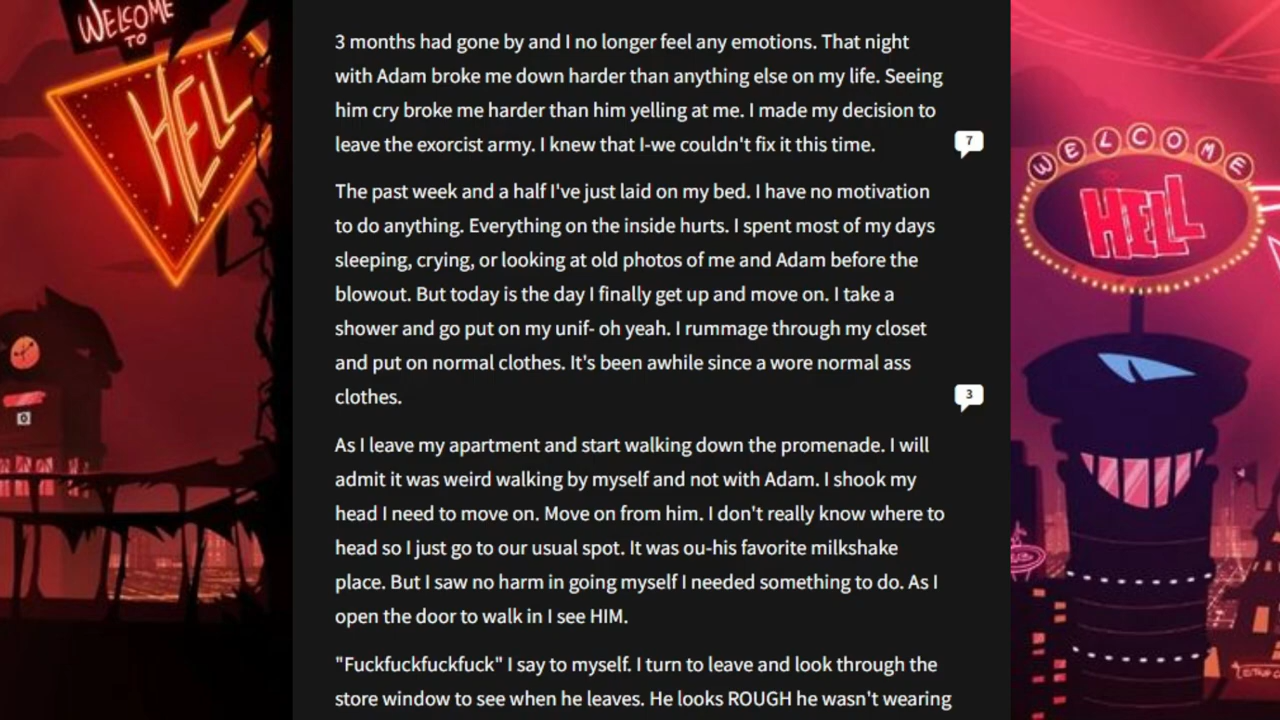 WELCOME
TO
HELL
3 months had gone by and I no longer feel any emotions. That night
with Adam broke me down harder than anything else on my life. Seeing
him cry broke me harder than him yelling at me. I made my decision to
leave the exorcist army. I knew that I-we couldn't fix it this time.
7
The past week and a half I've just laid on my bed. I have no motivation
to do anything. Everything on the inside hurts. I spent most of my days
sleeping, crying, or looking at old photos of me and Adam before the
blowout. But today is the day I finally get up and move on. I take a
shower and go put on my unif- oh yeah. I rummage through my closet
and put on normal clothes. It's been awhile since a wore normal ass
clothes.
3
As I leave my apartment and start walking down the promenade. I will
admit it was weird walking by myself and not with Adam. I shook my
head I need to move on. Move on from him. I don't really know where to
head so I just go to our usual spot. It was ou-his favorite milkshake
place. But I saw no harm in going myself I needed something to do. As I
open the door to walk in I see HIM.
"Fuckfuckfuckfuck" I say to myself. I turn to leave and look through the
store window to see when he leaves. He looks ROUGH he wasn't wearing
WELCOME
HELL